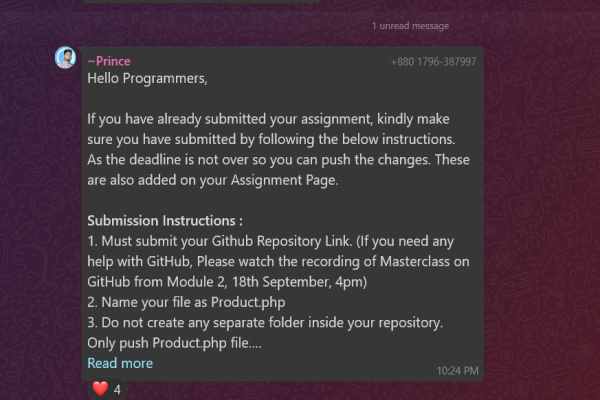 1 unread message
~Prince
+880 1796-387997
Hello Programmers,
If you have already submitted your assignment, kindly make
sure you have submitted by following the below instructions.
As the deadline is not over so you can push the changes. These
are also added on your Assignment Page.
Submission Instructions :
1. Must submit your Github Repository Link. (If you need any
help with GitHub, Please watch the recording of Masterclass on
GitHub from Module 2, 18th September, 4pm)
2. Name your file as Product.php
3. Do not create any separate folder inside your repository.
Only push Product.php file....
Read more
10:24 PM
4